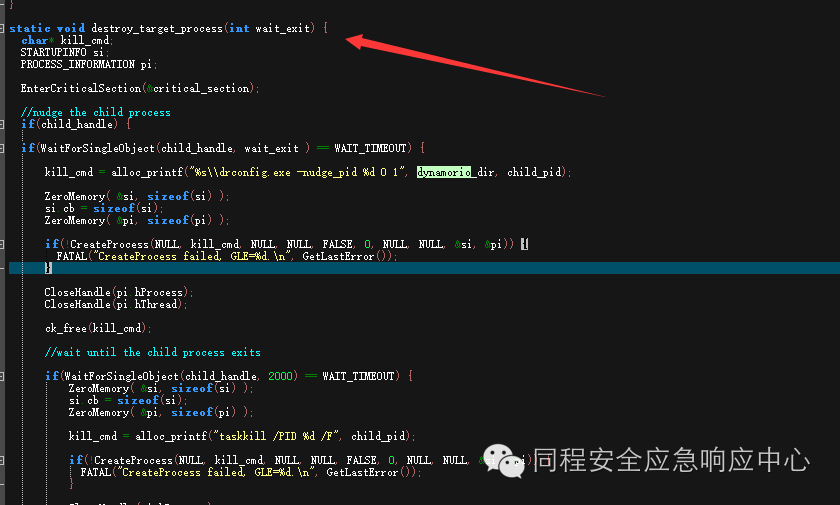 }
static void destroy_target_process(int wait_exit) {
char* kill_cmd;
STARTUPINFO si;
PROCESS_INFORMATION pi;
EnterCriticalSection(&critical_section);
//nudge the child process
if(child_handle) {
if(WaitForSingleObject(child_handle, wait_exit ) == WAIT_TIMEOUT) {
kill_cmd = alloc_printf("%s\\drconfig.exe -nudge_pid %d 0 1", dynamorio_dir, child_pid);
ZeroMemory( &si, sizeof(si) );
si.cb = sizeof(si);
ZeroMemory( &pi, sizeof(pi) );
if(!CreateProcess(NULL, kill_cmd, NULL, NULL, FALSE, 0, NULL, NULL, &si, &pi)) {
FATAL("CreateProcess failed, GLE=%d.\n", GetLastError());
}
CloseHandle(pi.hProcess);
CloseHandle(pi.hThread);
ck_free(kill_cmd);
//wait until the child process exits
if(WaitForSingleObject(child_handle, 2000) == WAIT_TIMEOUT) {
ZeroMemory( &si, sizeof(si) );
si.cb = sizeof(si);
ZeroMemory( &pi, sizeof(pi) );
kill_cmd = alloc_printf("taskkill /PID %d /F", child_pid);
if(!CreateProcess(NULL, kill_cmd, NULL, NULL, FALSE, 0, NULL, NULL,
FATAL("CreateProcess failed, GLE=%d.\n", GetLastError());
}
同程安全应急响应中心